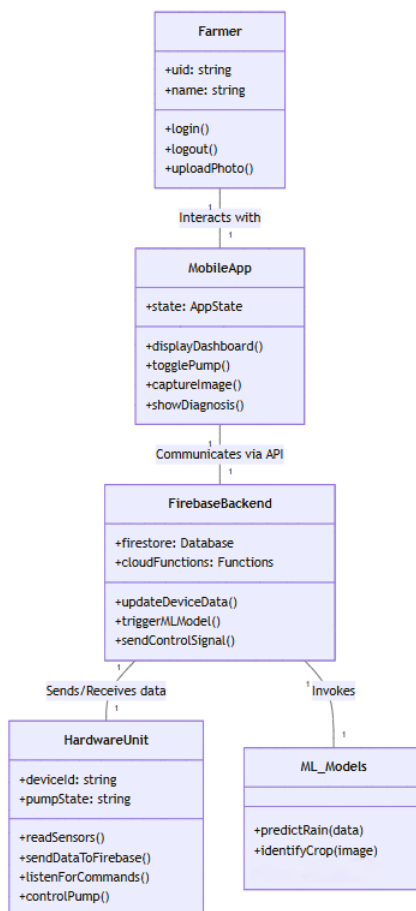 Farmer
+uid: string
+name: string
+login()
+logout()
+uploadPhoto()
1
Interacts with
1
MobileApp
+state: AppState
+displayDashboard()
+togglePump()
+captureImage()
+showDiagnosis()
1
Communicates via API
1
FirebaseBackend
+firestore: Database
+cloudFunctions: Functions
+updateDeviceData()
+triggerMLModel()
+sendControlSignal()
1
Sends/Receives data
1
HardwareUnit
+deviceId: string
+pumpState: string
+readSensors()
+sendDataToFirebase()
+listenForCommands()
+controlPump()
1
Invokes
1
ML_Models
+predictRain(data)
+identifyCrop(image)